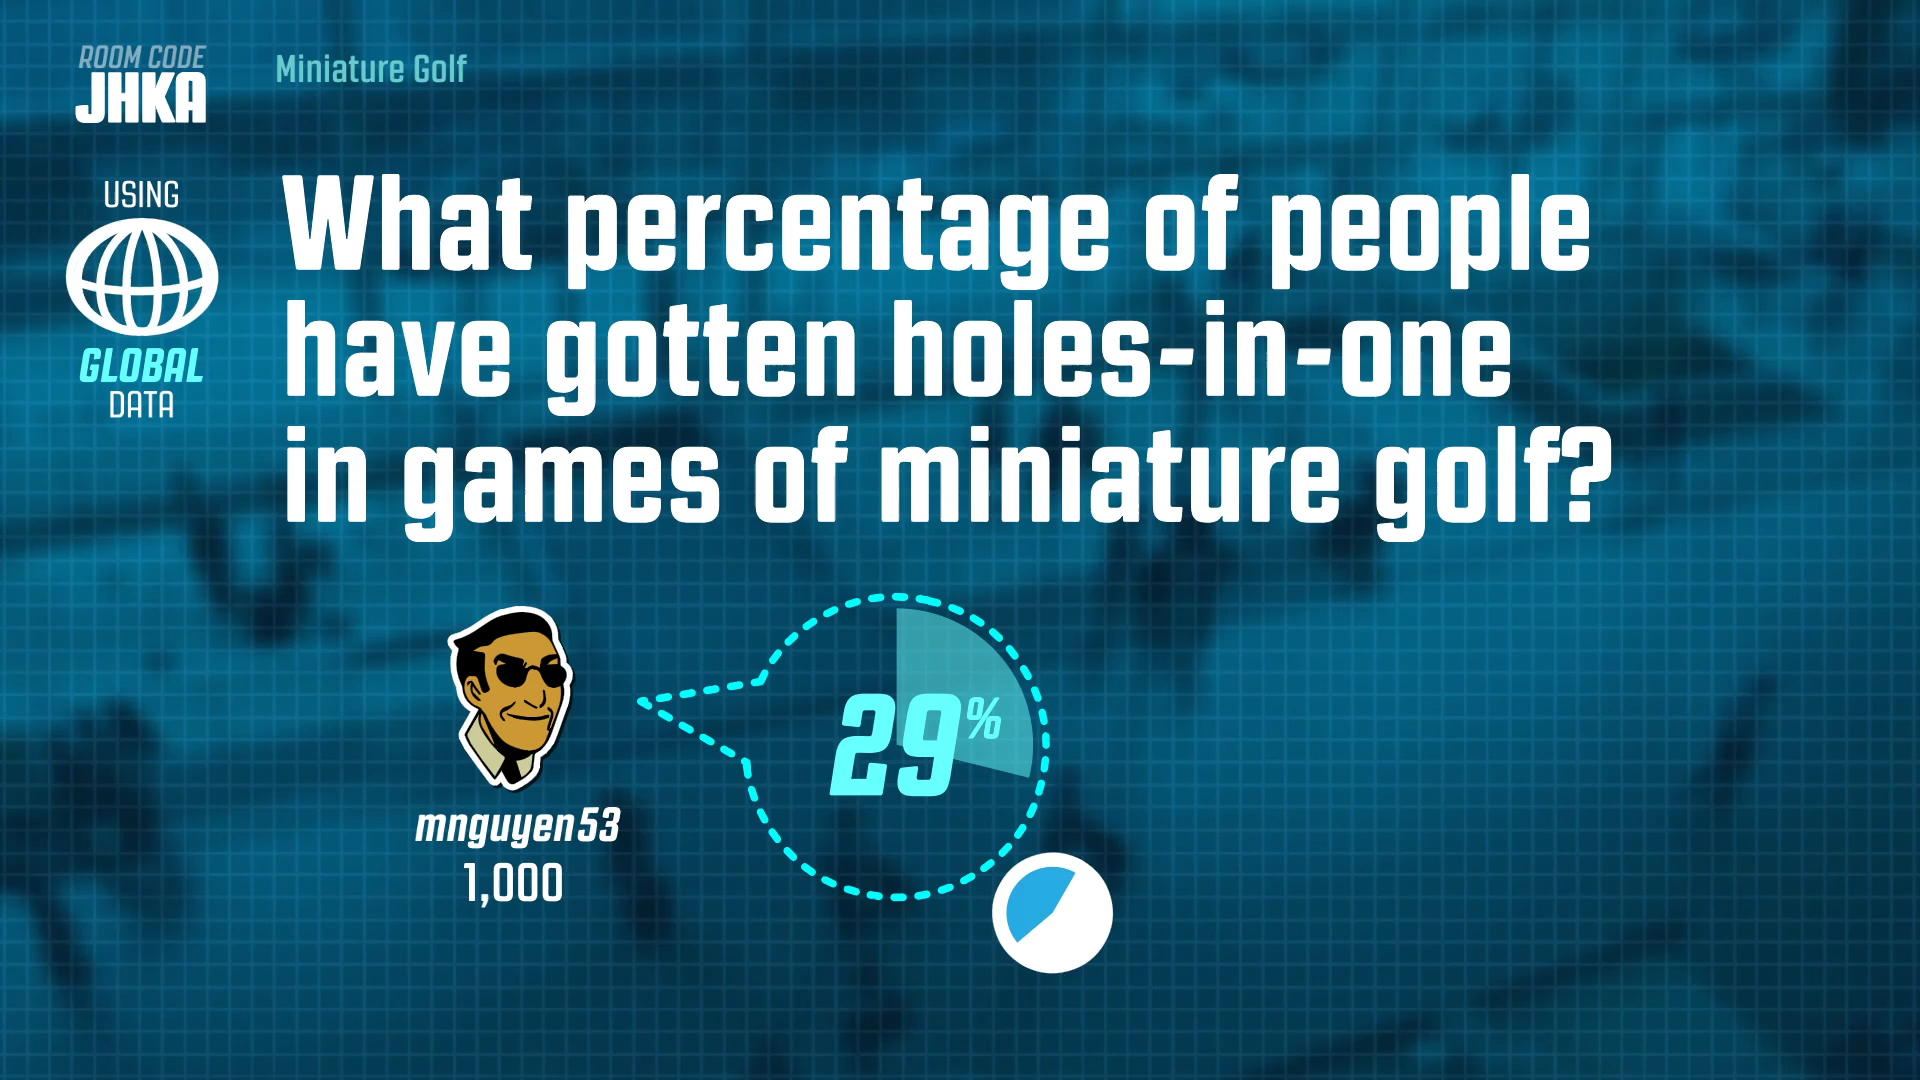 ROOM CODE
JHKA
Miniature Golf
USING
GLOBAL
DATA
What percentage of people
have gotten holes-in-one
in games of miniature golf?
29%
mnguyen53
1,000